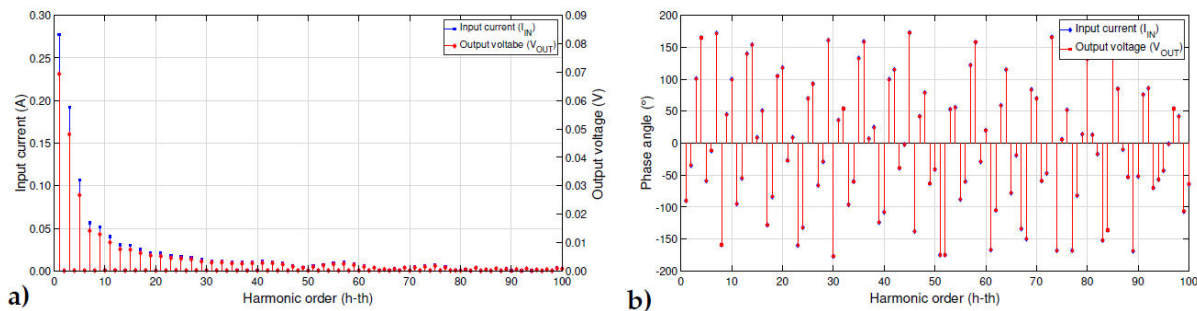 0.30
0.25
0.20
0.15
0.10
0.05
0.00
Input current (A)
Input current (I_IN)
Output voltabe (V_OUT)
0.09
0.08
0.07
0.06
0.05
0.04
0.03
0.02
0.01
0.00
Output voltage (V)
0 10 20 30 40 50 60 70 80 90 100
Harmonic order (h-th)
a)
200
150
100
50
0
-50
-100
-150
-200
Phase angle (°)
Input current (I_IN)
Output voltage (V_OUT)
0 10 20 30 40 50 60 70 80 90 100
Harmonic order (h-th)
b)